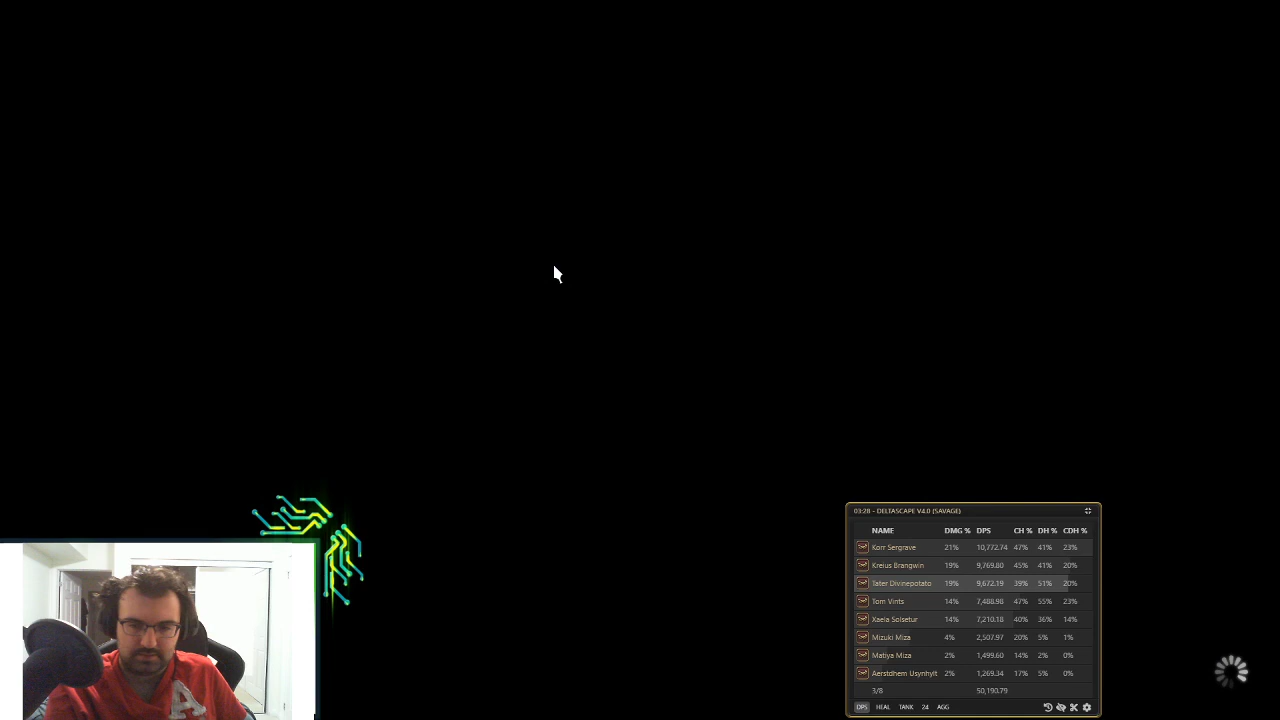 03:28 - DELTASCAPE V4.0 (SAVAGE)
NAME DMG % DPS CH % DH % CDH %
Korr Sergrave 21% 10,772.74 47% 41% 23%
Kreius Brangwin 19% 9,769.80 45% 41% 20%
Tater Divinepotato 19% 9,672.19 39% 51% 20%
Tom Vints 14% 7,488.98 47% 55% 23%
Xaela Solsetur 14% 7,210.18 40% 36% 14%
Mizuki Miza 4% 2,507.97 20% 5% 1%
Matiya Miza 2% 1,499.60 14% 2% 0%
Aerstdhem Usynhylt 2% 1,269.34 17% 5% 0%
3/8 50,190.79
DPS HEAL TANK 24 AGG
A